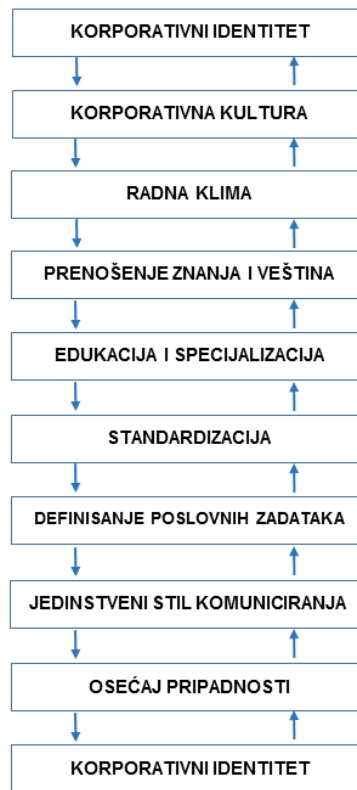 KORPORATIVNI IDENTITET
KORPORATIVNA KULTURA
RADNA KLIMA
PRENOŠENJE ZNANJA I VEŠTINA
EDUKACIJA I SPECIJALIZACIJA
STANDARDIZACIJA
DEFINISANJE POSLOVNIH ZADATAKA
JEDINSTVENI STIL KOMUNICIRANJA
OSEĆAJ PRIPADNOSTI
KORPORATIVNI IDENTITET